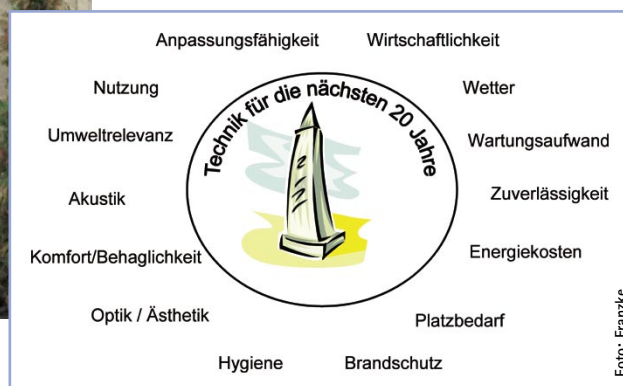 Anpassungsfähigkeit
Wirtschaftlichkeit
Nutzung
Wetter
Technik für die nächsten 20 Jahre
Umweltrelevanz
Wartungsaufwand
Akustik
Zuverlässigkeit
Komfort/Behaglichkeit
Energiekosten
Optik / Ästhetik
Platzbedarf
Hygiene
Brandschutz
Foto: Franzke